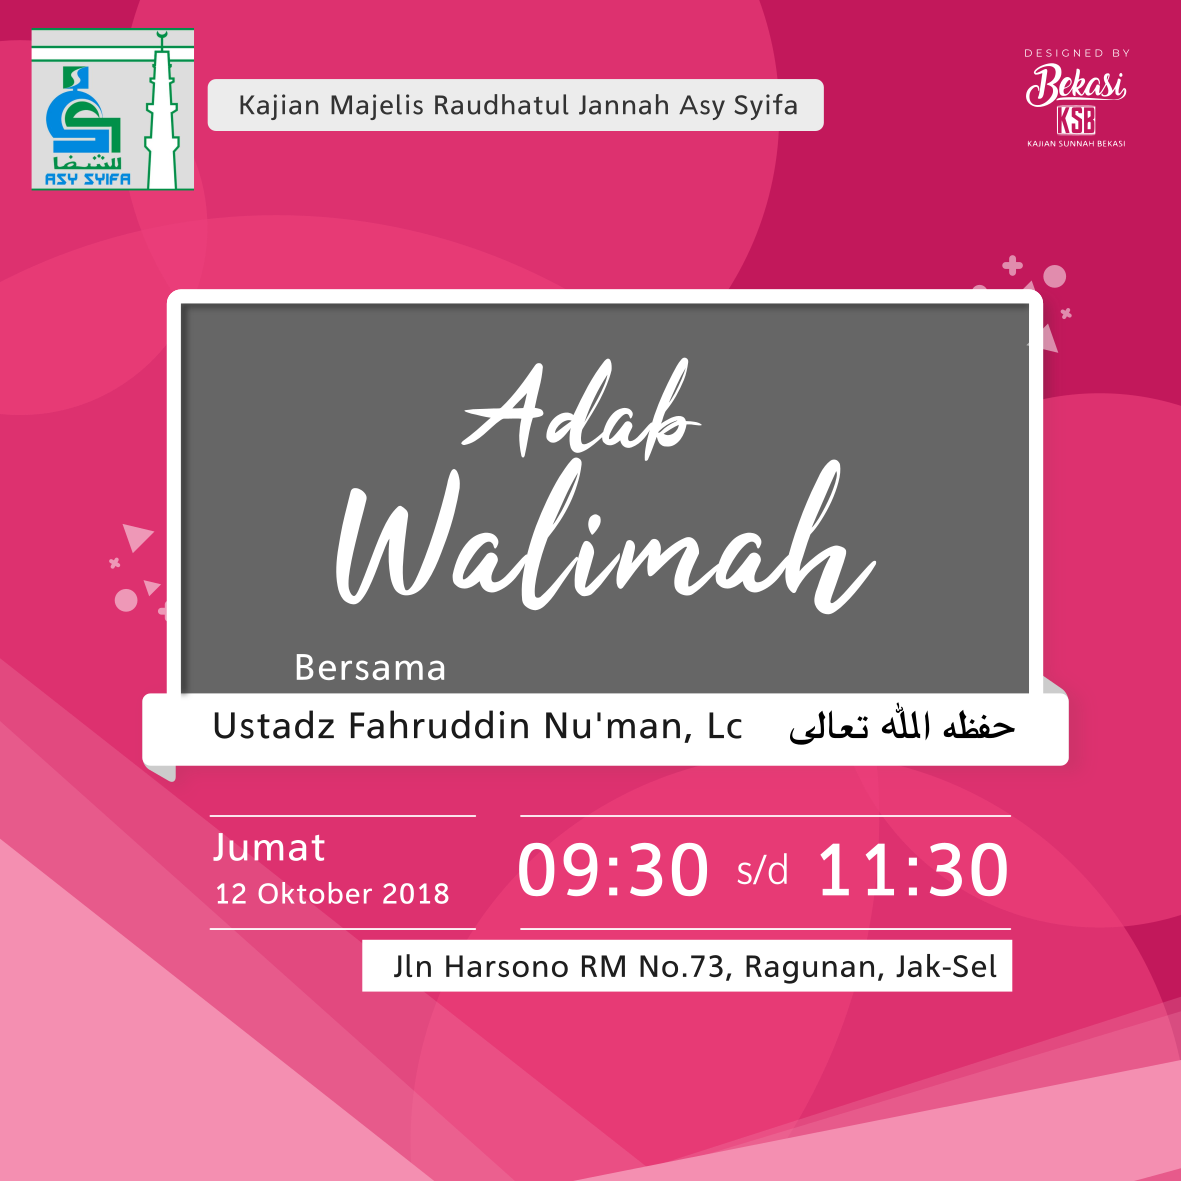 للشفا
ASY SYIFA
Kajian Majelis Raudhatul Jannah Asy Syifa
DESIGNED BY
Bekasi
KSB
KAJIAN SUNNAH BEKASI
Adab
Walimah
Bersama
Ustadz Fahruddin Nu'man, Lc حفظه الله تعالى
Jumat
12 Oktober 2018
09:30 s/d 11:30
Jln Harsono RM No.73, Ragunan, Jak-Sel